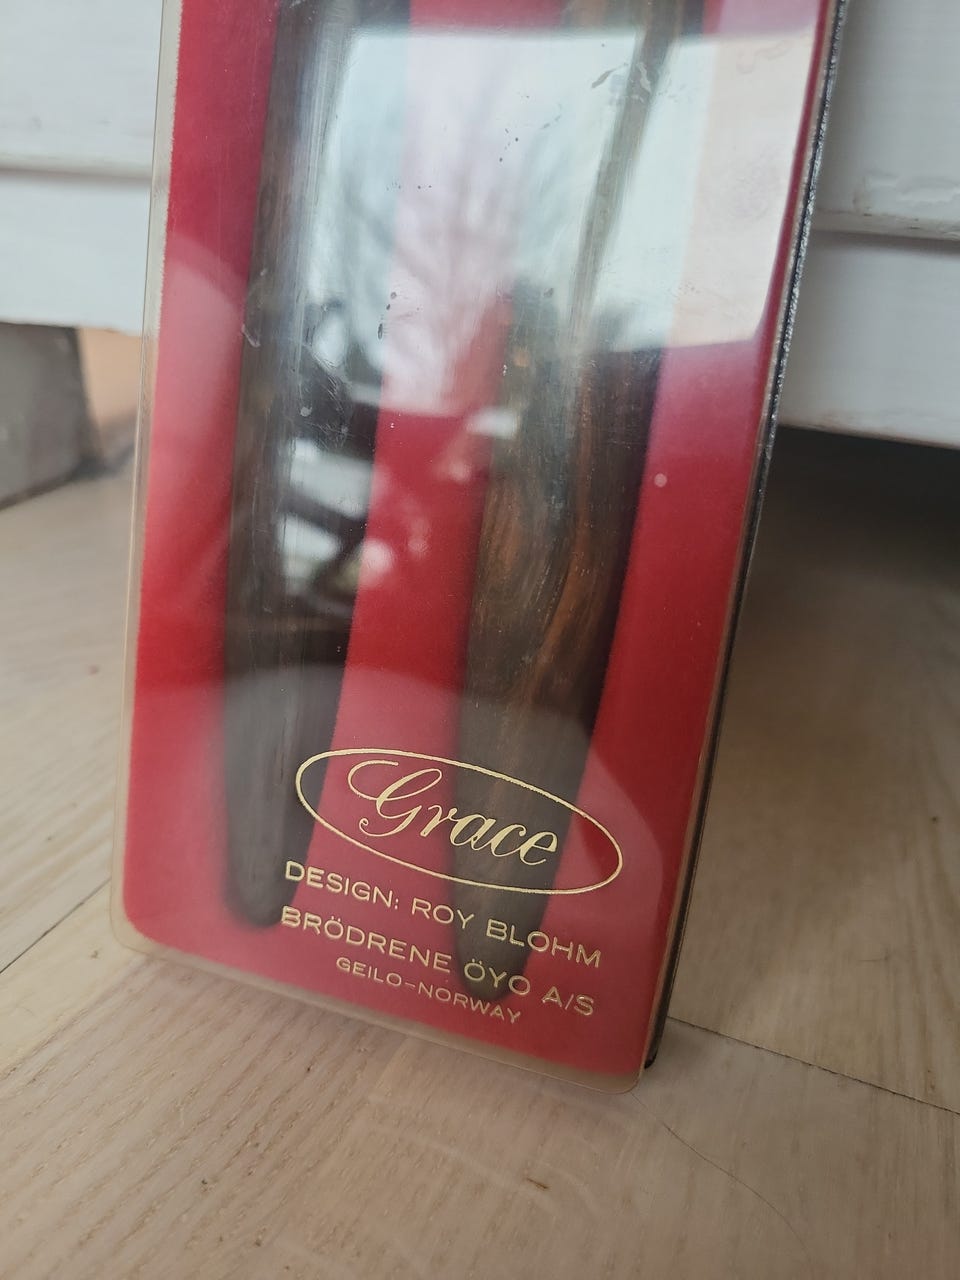 Grace
DESIGN: ROY BLOHM
BRÖDRENE ÖYO A/S
GEILO-NORWAY